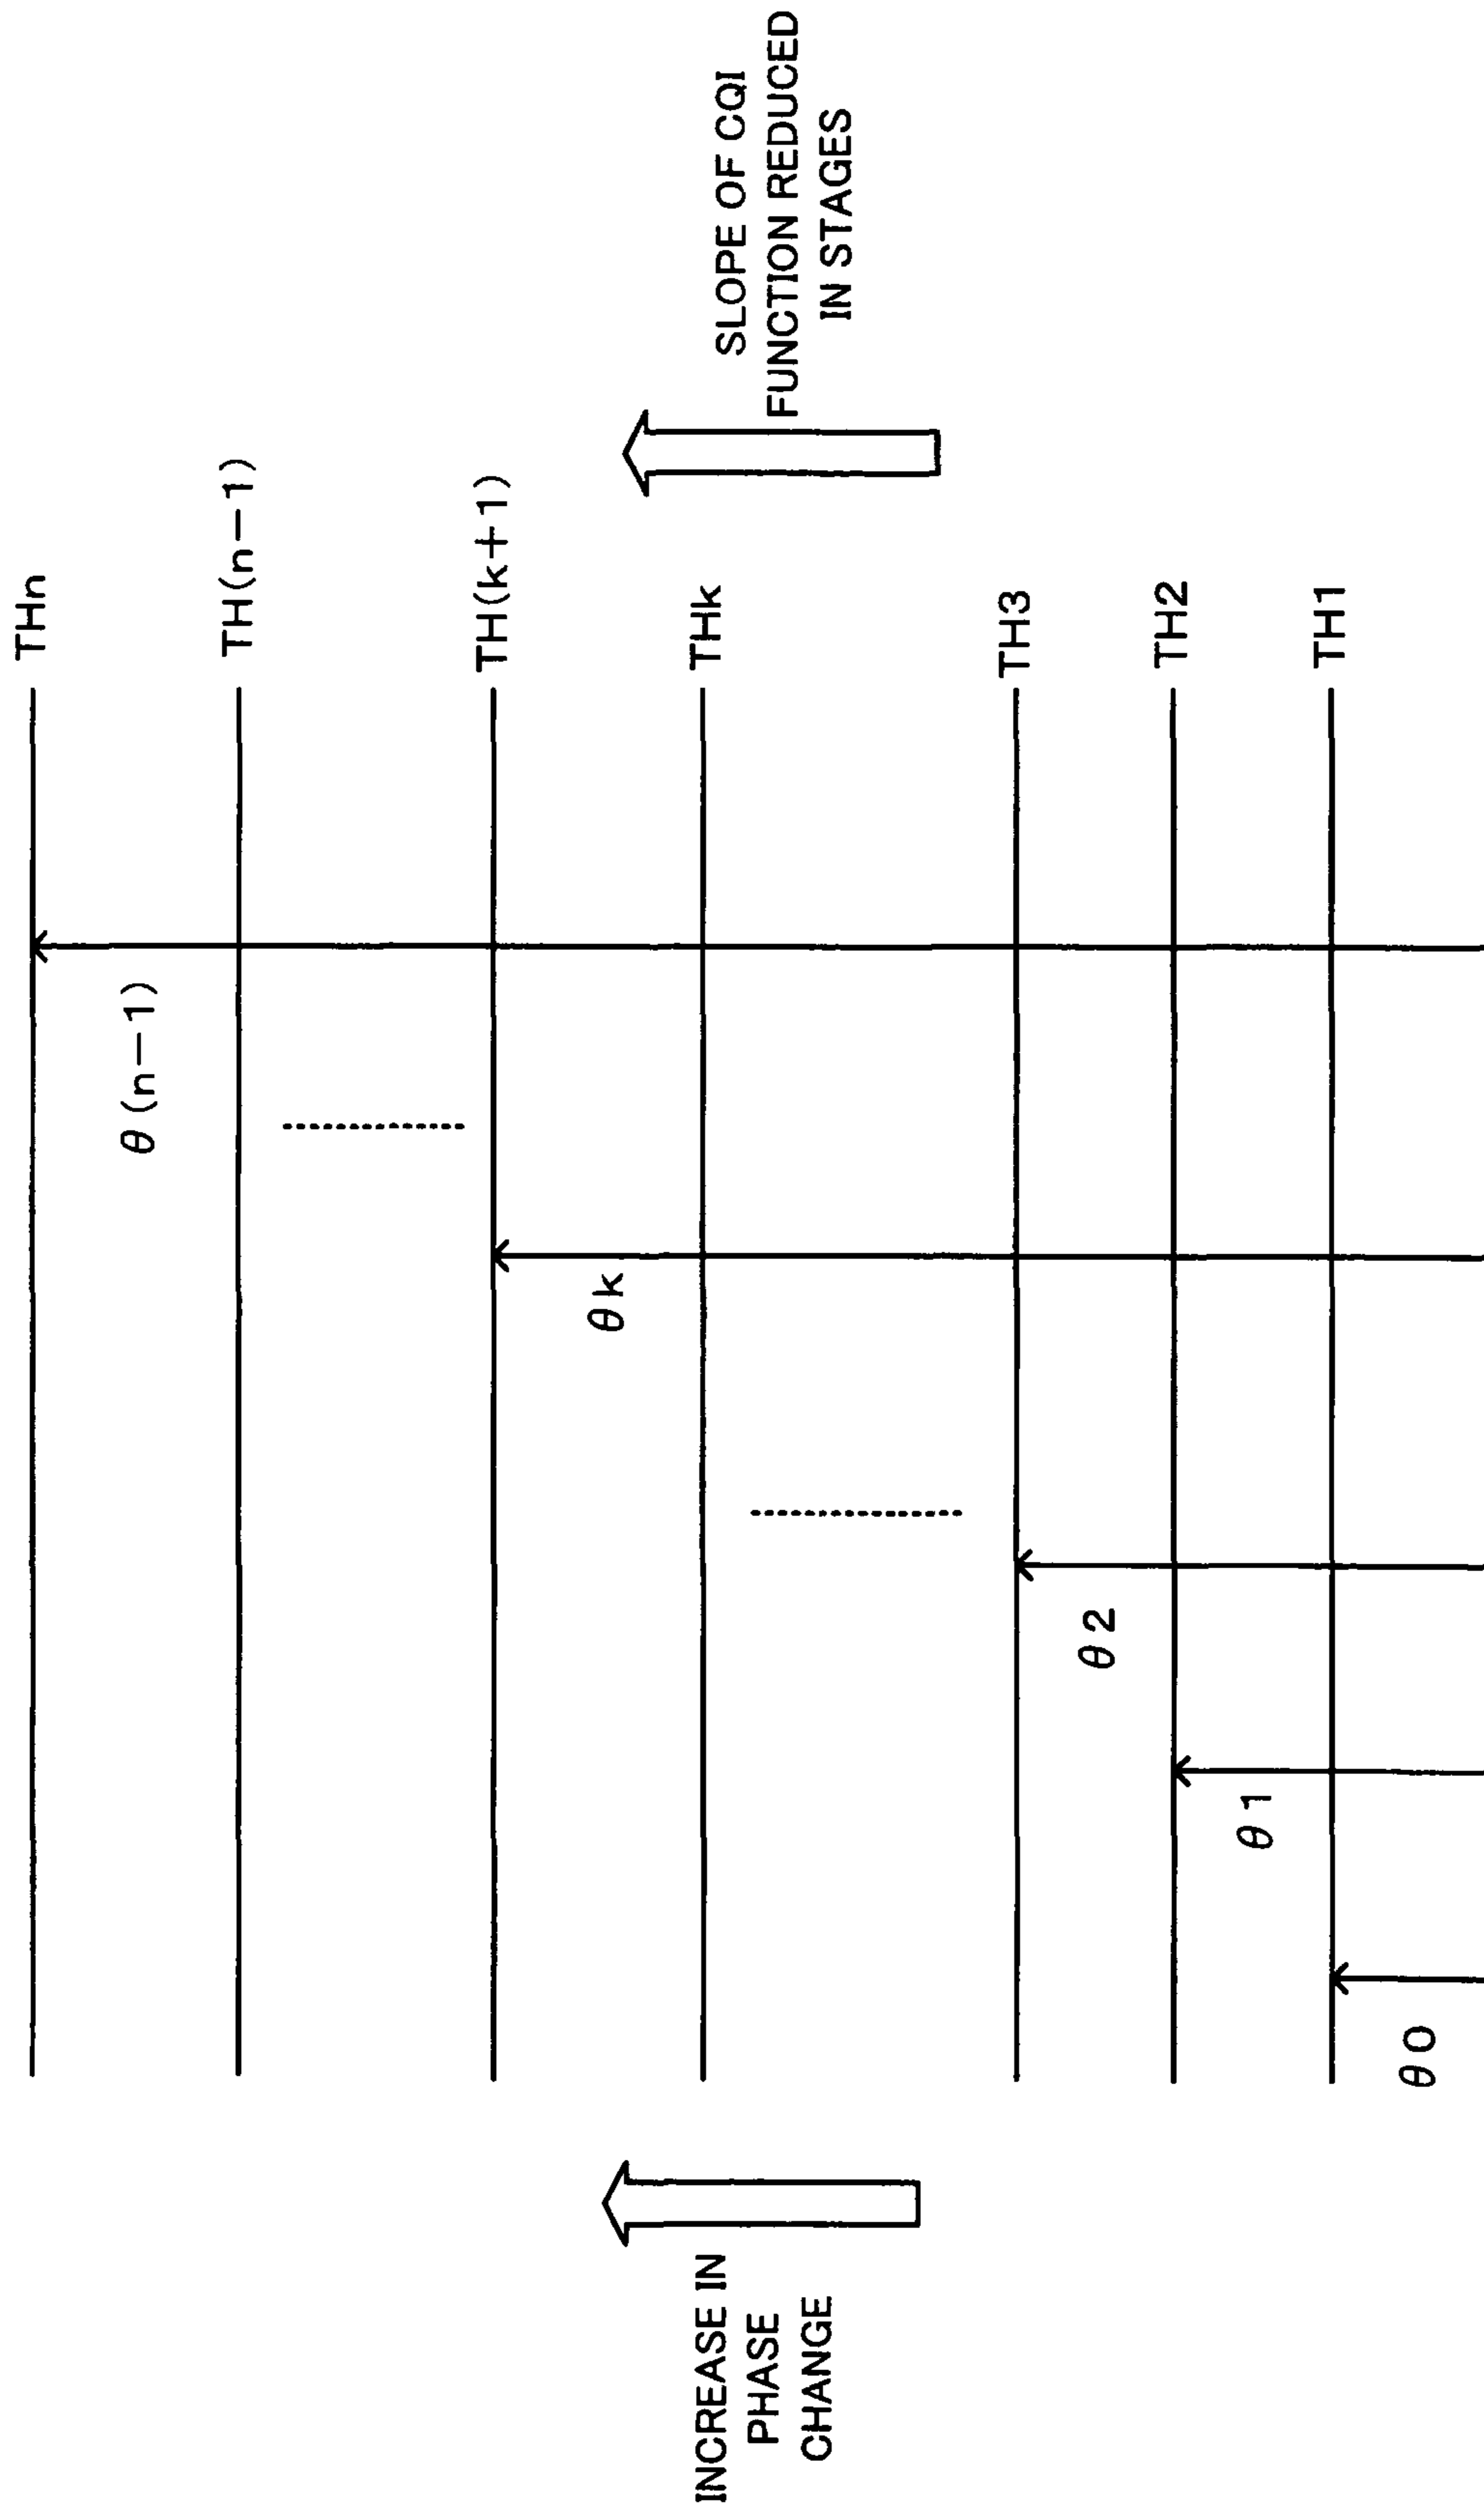 INCREASE IN
PHASE
CHANGE
θ(n−1)
θk
θ2
θ1
θ0
THn
TH(n−1)
TH(k+1)
THk
TH3
TH2
TH1
SLOPE OF CQI
FUNCTION REDUCED
IN STAGES